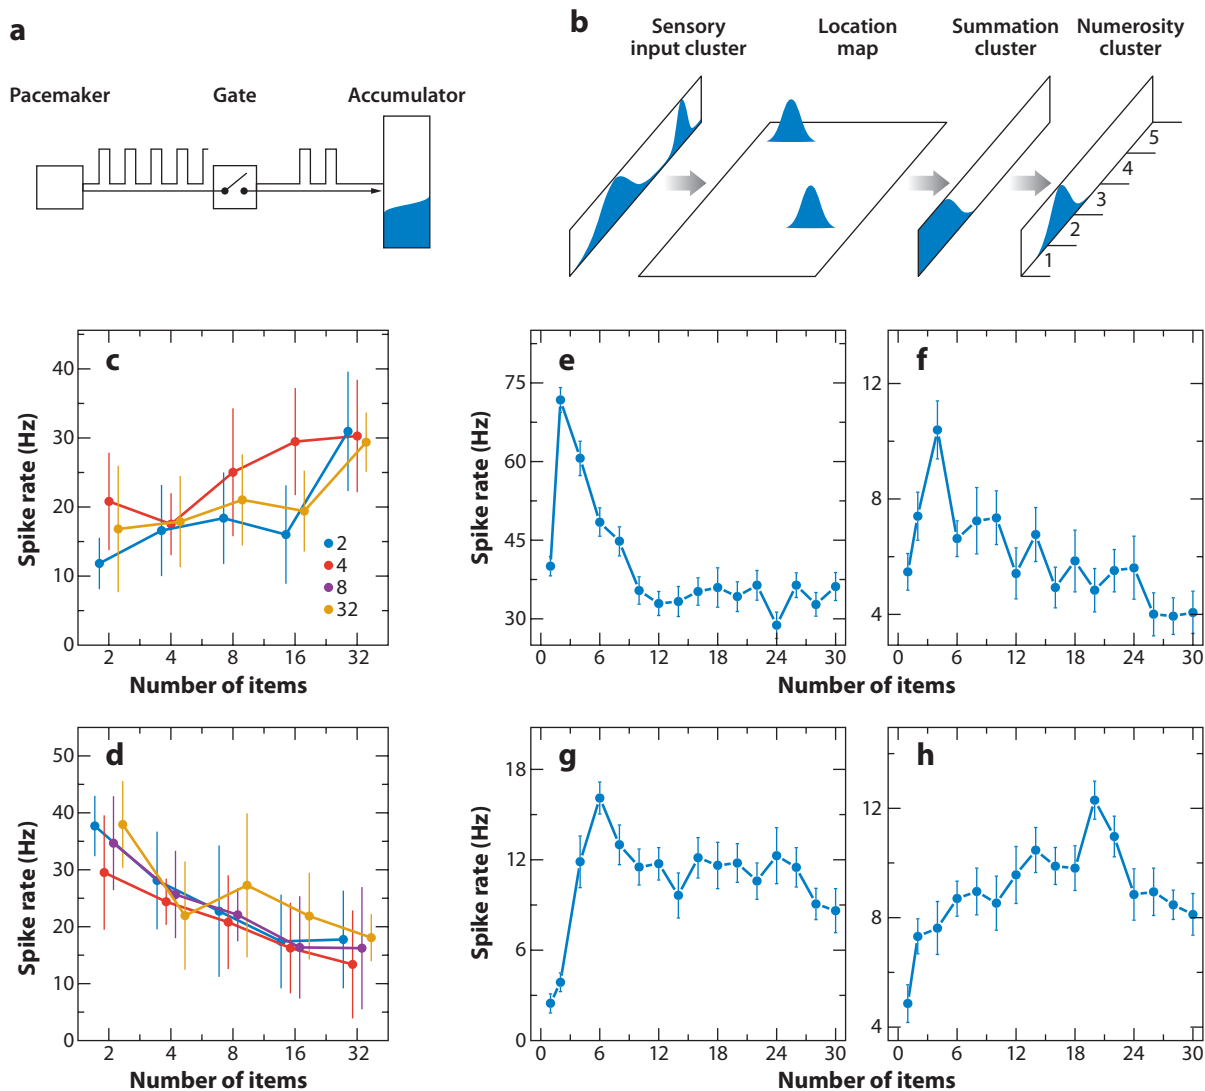 a
Pacemaker
Gate
Accumulator
b
Sensory
input cluster
Location
map
Summation
cluster
Numerosity
cluster
5
4
3
2
1
c
40
30
20
10
0
Spike rate (Hz)
2
4
8
32
2 4 8 16 32
Number of items
e
75
60
45
30
Spike rate (Hz)
0 6 12 18 24 30
f
12
8
4
0 6 12 18 24 30
Number of items
d
50
40
30
20
10
0
Spike rate (Hz)
2 4 8 16 32
Number of items
g
18
12
9
6
0
Spike rate (Hz)
0 6 12 18 24 30
h
12
8
4
0 6 12 18 24 30
Number of items